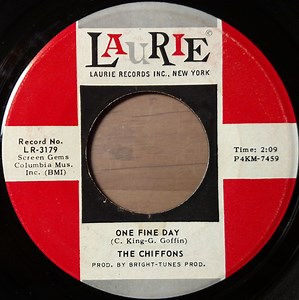 LAURIE®
LAURIE RECORDS INC., NEW YORK
Record No.
LR-3179
Screen Gems
Columbia Mus.
Inc. (BMI)
Time: 2:09
P4KM-7459
ONE FINE DAY
(C. King-G. Goffin)
THE CHIFFONS
PROD. BY BRIGHT-TUNES PROD.